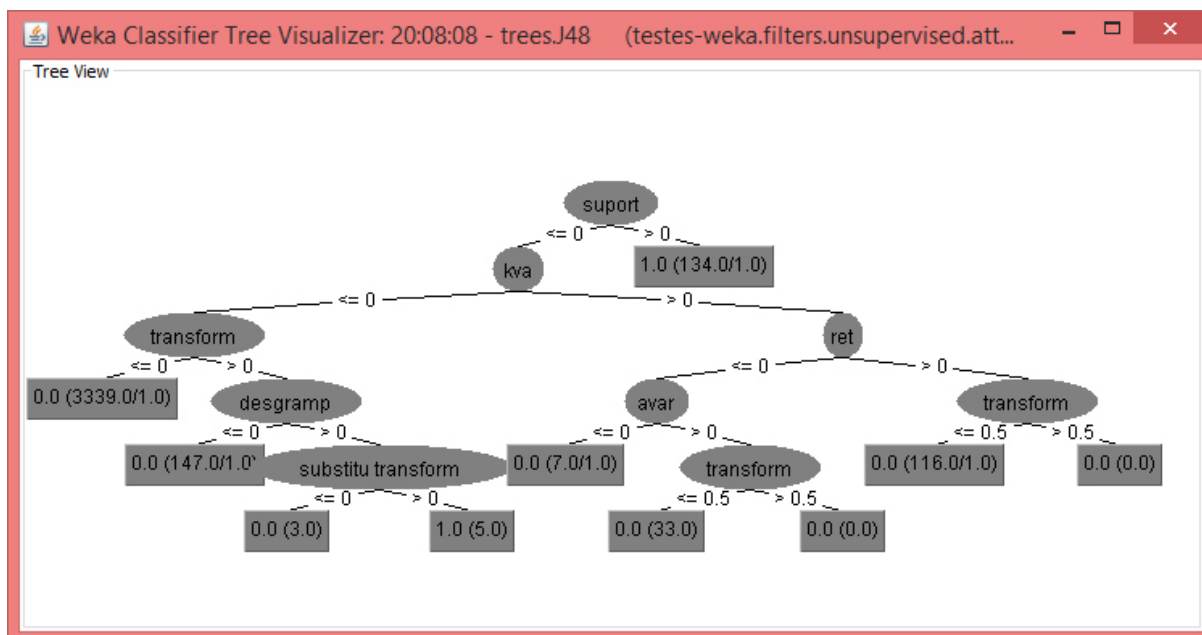 Weka Classifier Tree Visualizer: 20:08:08 - trees.J48 (testes-weka.filters.unsupervised.att...
Tree View
suport
<= 0 > 0
kva 1.0 (134.0/1.0)
<= 0 > 0
transform ret
<= 0 > 0 <= 0 > 0
0.0 (3339.0/1.0) desgramp avar transform
<= 0 > 0 <= 0 > 0 <= 0.5 > 0.5
0.0 (147.0/1.0) substitu transform 0.0 (7.0/1.0) transform 0.0 (116.0/1.0) 0.0 (0.0)
<= 0 > 0 <= 0.5 > 0.5
0.0 (3.0) 1.0 (5.0) 0.0 (33.0) 0.0 (0.0)